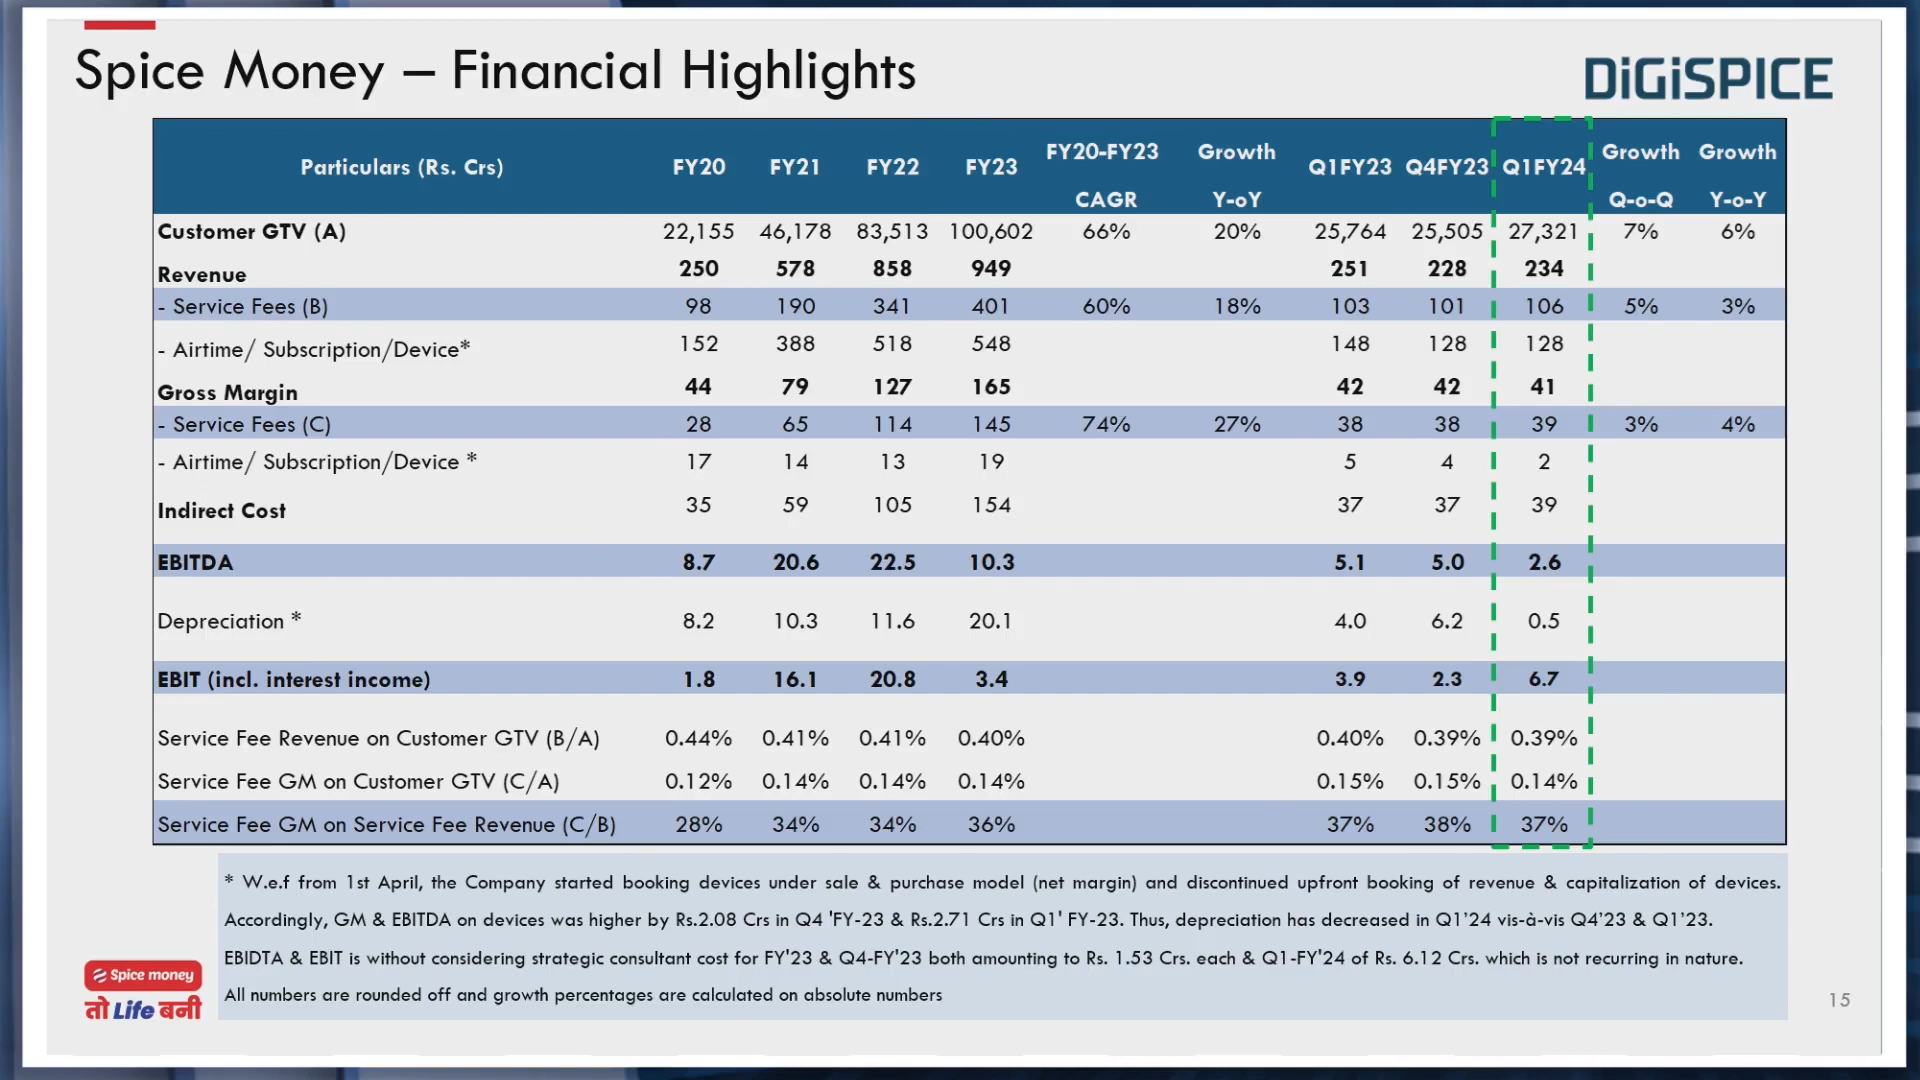 Spice Money – Financial Highlights
DiGiSPICE
Particulars (Rs. Crs) FY20 FY21 FY22 FY23 FY20-FY23 CAGR Growth Y-oY Q1FY23 Q4FY23 Q1FY24 Growth Q-o-Q Growth Y-o-Y
Customer GTV (A) 22,155 46,178 83,513 100,602 66% 20% 25,764 25,505 27,321 7% 6%
Revenue 250 578 858 949 251 228 234
- Service Fees (B) 98 190 341 401 60% 18% 103 101 106 5% 3%
- Airtime/ Subscription/Device* 152 388 518 548 148 128 128
Gross Margin 44 79 127 165 42 42 41
- Service Fees (C) 28 65 114 145 74% 27% 38 38 39 3% 4%
- Airtime/ Subscription/Device * 17 14 13 19 5 4 2
Indirect Cost 35 59 105 154 37 37 39
EBITDA 8.7 20.6 22.5 10.3 5.1 5.0 2.6
Depreciation * 8.2 10.3 11.6 20.1 4.0 6.2 0.5
EBIT (incl. interest income) 1.8 16.1 20.8 3.4 3.9 2.3 6.7
Service Fee Revenue on Customer GTV (B/A) 0.44% 0.41% 0.41% 0.40% 0.40% 0.39% 0.39%
Service Fee GM on Customer GTV (C/A) 0.12% 0.14% 0.14% 0.14% 0.15% 0.15% 0.14%
Service Fee GM on Service Fee Revenue (C/B) 28% 34% 34% 36% 37% 38% 37%
* W.e.f from 1st April, the Company started booking devices under sale & purchase model (net margin) and discontinued upfront booking of revenue & capitalization of devices.
Accordingly, GM & EBITDA on devices was higher by Rs.2.08 Crs in Q4 'FY-23 & Rs.2.71 Crs in Q1' FY-23. Thus, depreciation has decreased in Q1’24 vis-à-vis Q4’23 & Q1’23.
EBIDTA & EBIT is without considering strategic consultant cost for FY'23 & Q4-FY'23 both amounting to Rs. 1.53 Crs. each & Q1-FY'24 of Rs. 6.12 Crs. which is not recurring in nature.
All numbers are rounded off and growth percentages are calculated on absolute numbers
Spice money
तो Life बनी
15